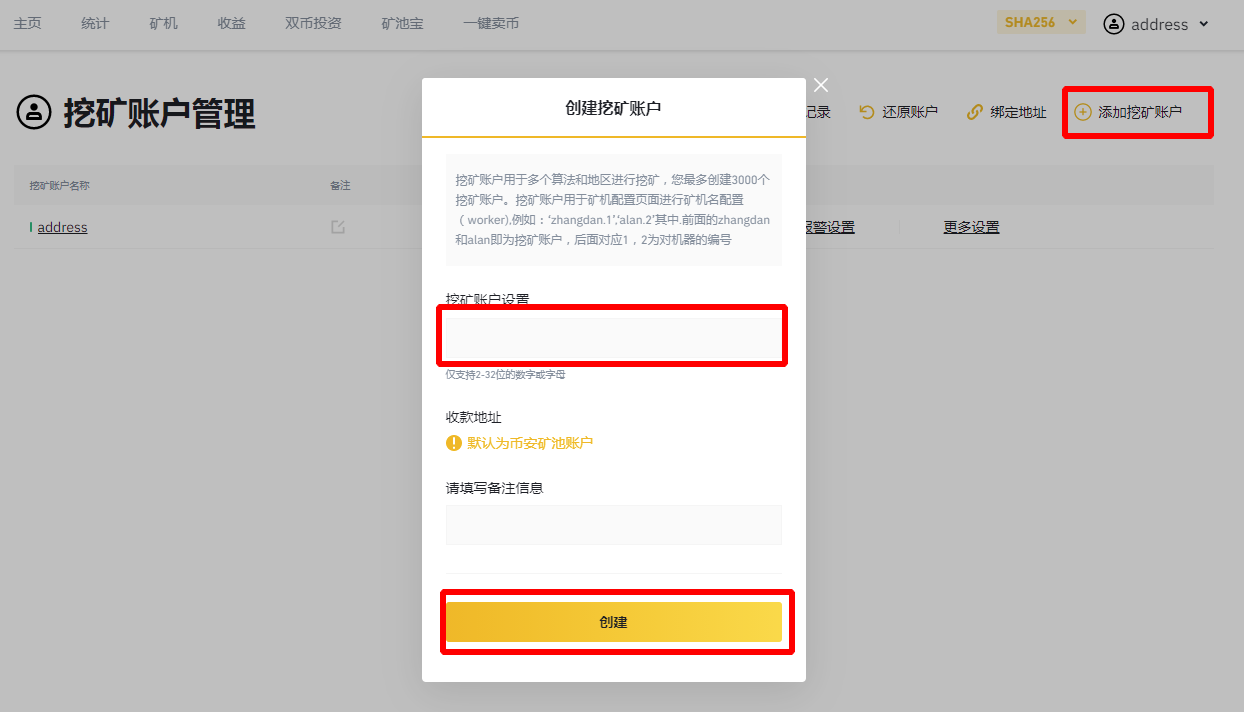 主页 统计 矿机 收益 双币投资 矿池宝 一键卖币 SHA256 address
挖矿账户管理 记录 还原账户 绑定地址 添加挖矿账户
挖矿账户名称 备注
address 报警设置 更多设置
创建挖矿账户
挖矿账户用于多个算法和地区进行挖矿，您最多创建3000个
挖矿账户。挖矿账户用于矿机配置页面进行矿机名配置
（worker),例如：‘zhangdan.1’,‘alan.2’其中.前面的zhangdan
和alan即为挖矿账户，后面对应1，2为对机器的编号
挖矿账户设置
仅支持2-32位的数字或字母
收款地址
默认为币安矿池账户
请填写备注信息
创建